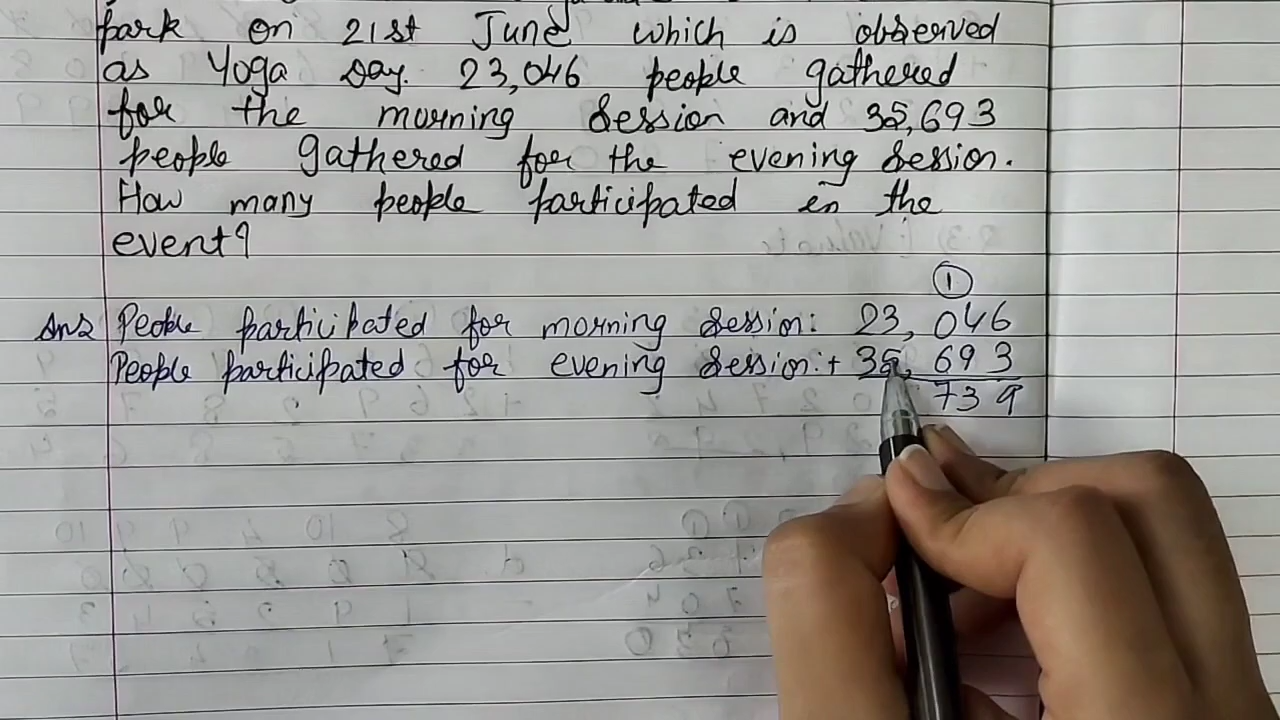 park on 21st June which is observed
as Yoga Day. 23,046 people gathered
for the morning session and 35,693
people gathered for the evening session.
How many people participated in the
event?
1
Ans People participated for morning session: 23,046
People participated for evening session:+ 35,693
739